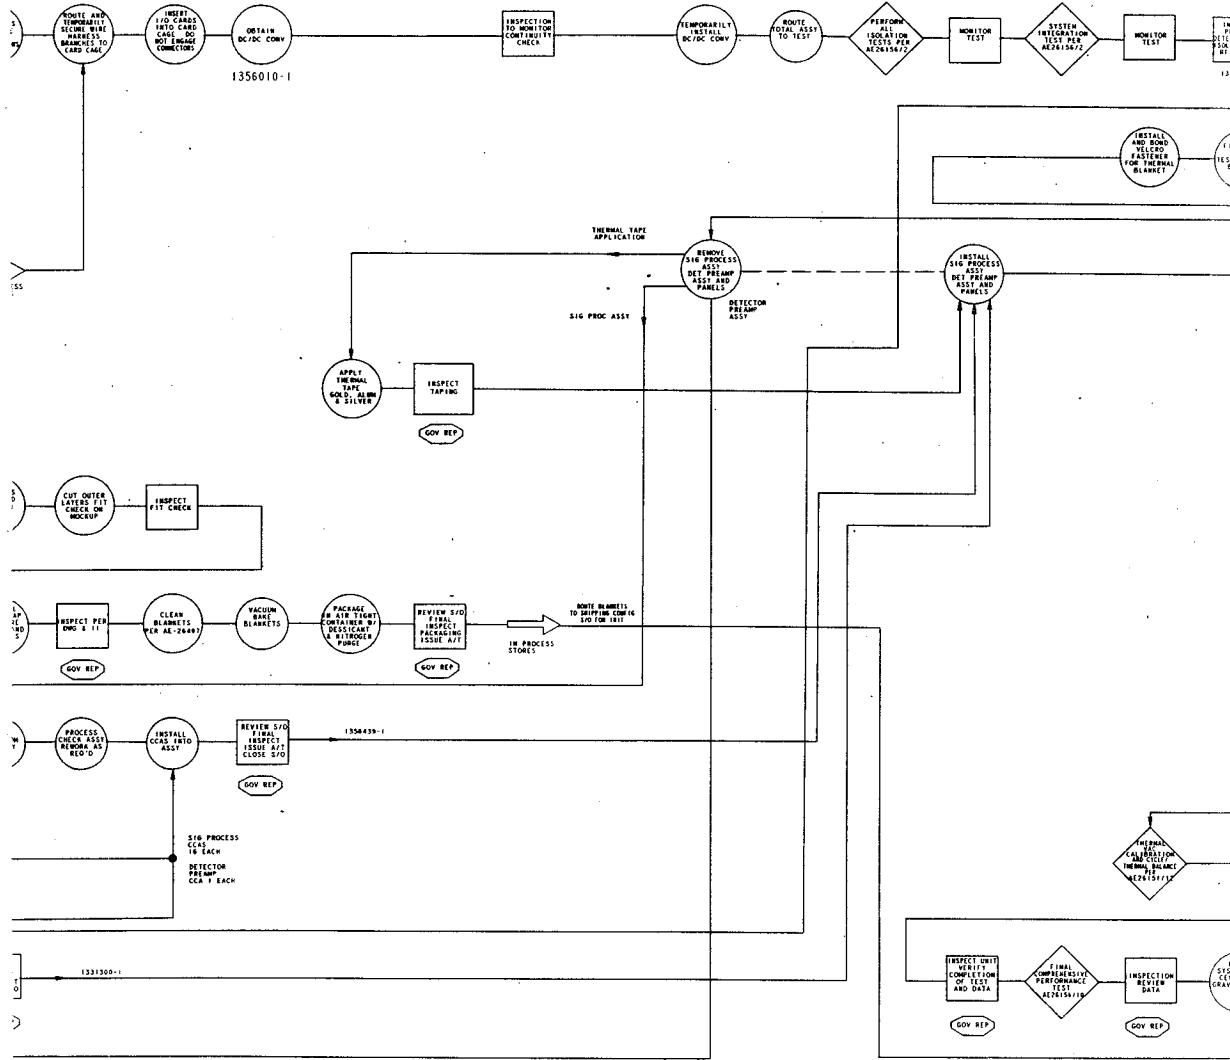 ROUTE AND
TEMPORARILY
SECURE WIRE
HARNESS
BRANCHES TO
CARD CAGE
INSERT
I/O CARDS
INTO CARD
CAGE DO
NOT ENGAGE
CONNECTORS
OBTAIN
DC/DC CONV
1356010-1
INSPECTION
TO MONITOR
CONTINUITY
CHECK
TEMPORARILY
INSTALL
DC/DC CONV
ROUTE
TOTAL ASSY
TO TEST
PERFORM
ALL
ISOLATION
TESTS PER
AE26156/2
MONITOR
TEST
SYSTEM
INTEGRATION
TEST PER
AE26156/2
MONITOR
TEST
INSTALL
AND BOND
VELCRO
FASTENER
FOR THERMAL
BLANKET
THERMAL TAPE
APPLICATION
REMOVE
SIG PROCESS
ASSY
DET PREAMP
ASSY AND
PANELS
INSTALL
SIG PROCESS
ASSY
DET PREAMP
ASSY AND
PANELS
SIG PROC ASSY
DETECTOR
PREAMP
ASSY
APPLY
THERMAL
TAPE
GOLD, ALUM
& SILVER
INSPECT
TAPING
GOV REP
CUT OUTER
LAYERS FIT
CHECK ON
MOCKUP
INSPECT
FIT CHECK
INSPECT PER
DWG & II
GOV REP
CLEAN
BLANKETS
PER
VACUUM
BAKE
BLANKETS
PACKAGE
IN AIR TIGHT
CONTAINER W/
DESSICANT
& NITROGEN
PURGE
REVIEW S/O
FINAL
INSPECT
PACKAGING
ISSUE A/T
GOV REP
IN PROCESS
STORES
ROUTE BLANKETS
TO SHIPPING CONFIG
S/O FOR
PROCESS
CHECK ASSY
REWORK AS
REQ'D
INSTALL
CCAS INTO
ASSY
REVIEW S/O
FINAL
INSPECT
ISSUE A/T
CLOSE S/O
GOV REP
1356439-1
SIG PROCESS
CCAS
16 EACH
DETECTOR
PREAMP
CCA 1 EACH
THERMAL
VAC
CALIBRATION
AND CYCLE/
THERMAL BALANCE
PER
1331300-1
INSPECT UNIT
VERIFY
COMPLETION
OF TEST
AND DATA
GOV REP
FINAL
COMPREHENSIVE
PERFORMANCE
TEST
AE26156/10
INSPECTION
REVIEW
DATA
GOV REP